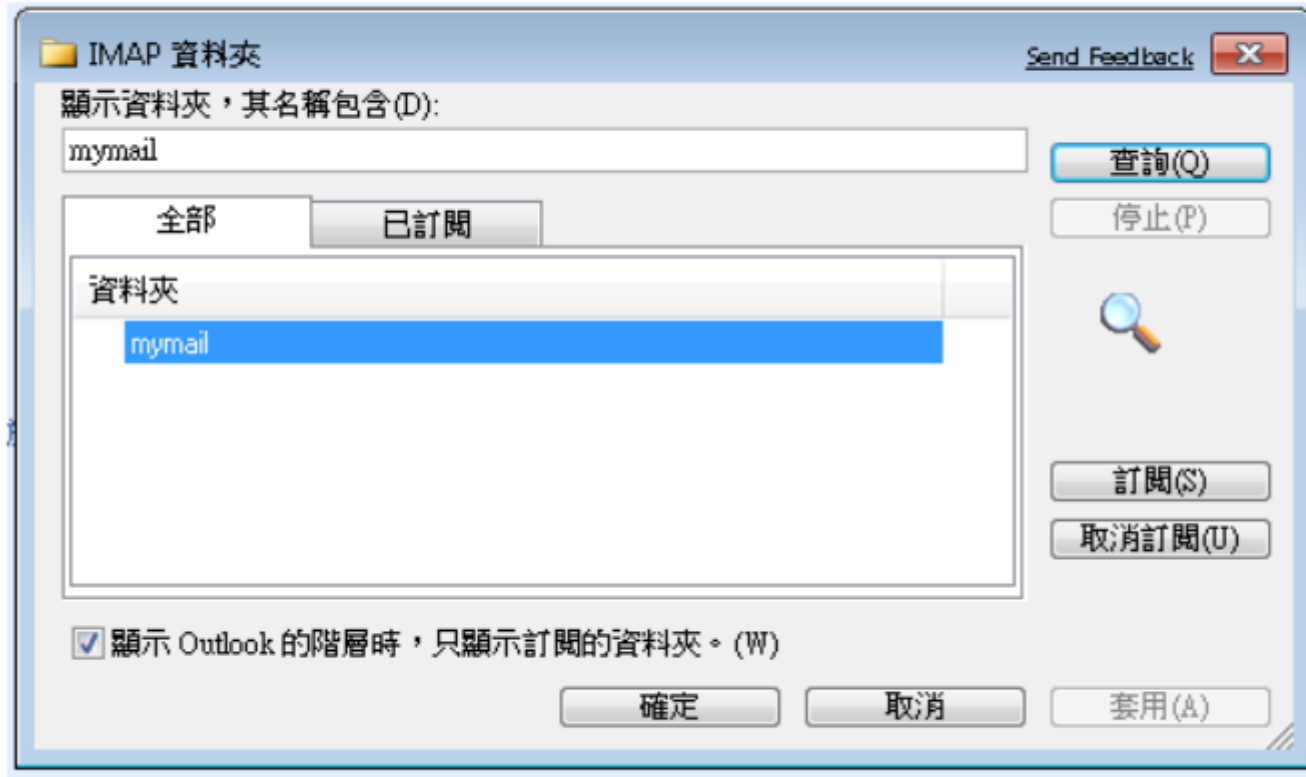 IMAP 資料夾
Send Feedback
顯示資料夾，其名稱包含(D):
mymail
查詢(Q)
停止(P)
全部
已訂閱
資料夾
mymail
訂閱(S)
取消訂閱(U)
顯示 Outlook 的階層時，只顯示訂閱的資料夾。(W)
確定
取消
套用(A)